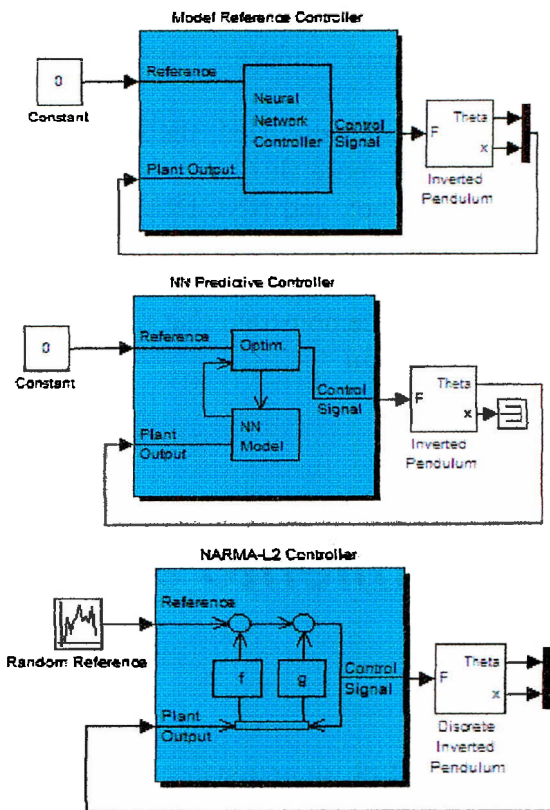 Model Reference Controller
0
Constant
Reference
Neural
Network
Controller
Plant Output
Control
Signal
F
Theta
x
Inverted
Pendulum
NN Predictive Controller
0
Constant
Reference
Optim.
NN
Model
Plant
Output
Control
Signal
F
Theta
x
Inverted
Pendulum
NARMA-L2 Controller
Random Reference
Reference
f
g
Plant
Output
Control
Signal
F
Theta
x
Discrete
Inverted
Pendulum